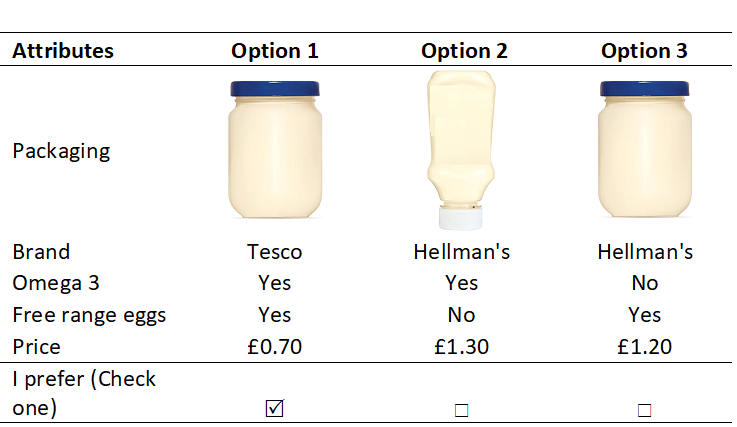 Attributes Option 1 Option 2 Option 3
Packaging
Brand Tesco Hellman's Hellman's
Omega 3 Yes Yes No
Free range eggs Yes No Yes
Price £0.70 £1.30 £1.20
I prefer (Check
one) ☑ □ □